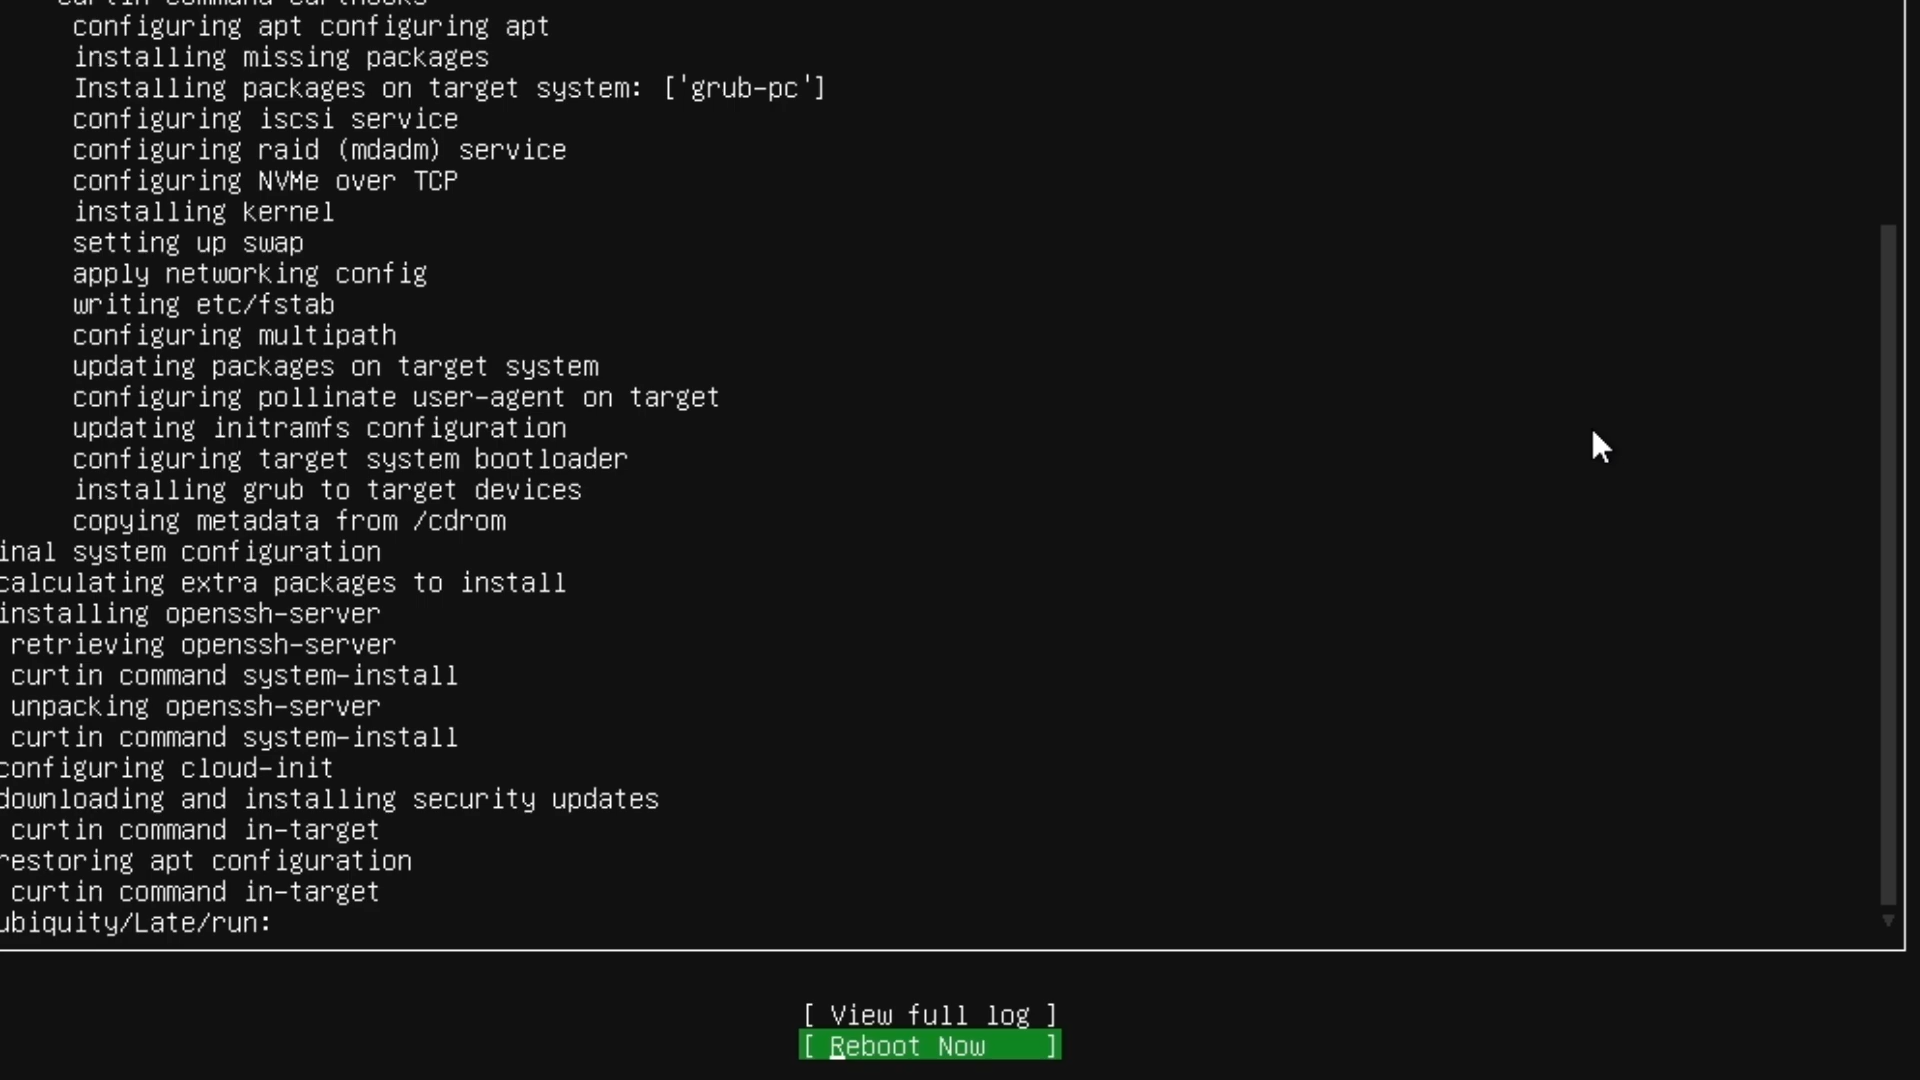 configuring apt configuring apt
installing missing packages
Installing packages on target system: ['grub-pc']
configuring iscsi service
configuring raid (mdadm) service
configuring NVMe over TCP
installing kernel
setting up swap
apply networking config
writing etc/fstab
configuring multipath
updating packages on target system
configuring pollinate user-agent on target
updating initramfs configuration
configuring target system bootloader
installing grub to target devices
copying metadata from /cdrom
inal system configuration
calculating extra packages to install
installing openssh-server
retrieving openssh-server
curtin command system-install
unpacking openssh-server
curtin command system-install
configuring cloud-init
downloading and installing security updates
curtin command in-target
restoring apt configuration
curtin command in-target
ubiquity/Late/run:
[ View full log ]
[ Reboot Now ]